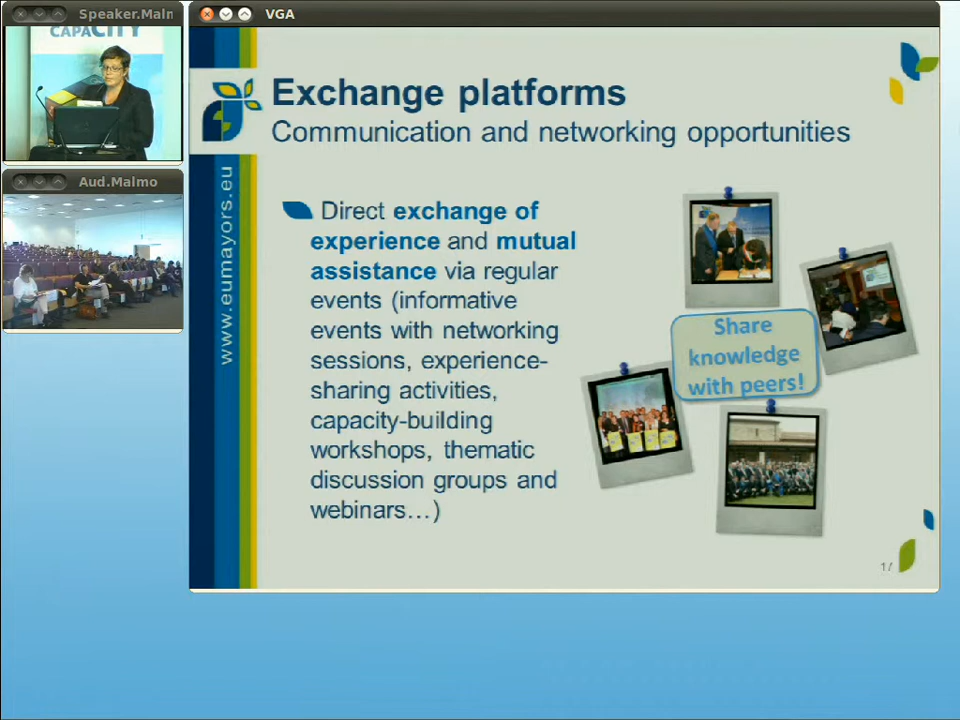 Speaker.Maln
CAPACITY
Aud.Malmo
VGA
Exchange platforms
Communication and networking opportunities
www.eumayors.eu
Direct exchange of
experience and mutual
assistance via regular
events (informative
events with networking
sessions, experience-
sharing activities,
capacity-building
workshops, thematic
discussion groups and
webinars…)
Share
knowledge
with peers!
17